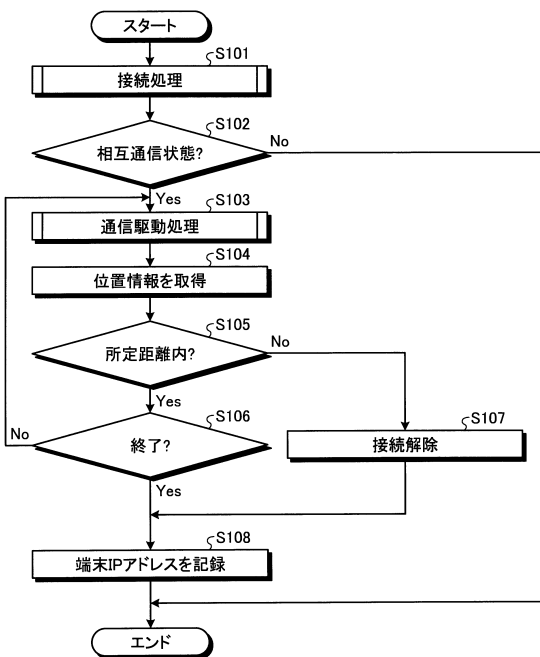 スタート
S101
接続処理
S102
相互通信状態?
No
Yes
S103
通信駆動処理
S104
位置情報を取得
S105
所定距離内?
No
Yes
S106
終了?
No
S107
接続解除
Yes
S108
端末IPアドレスを記録
エンド